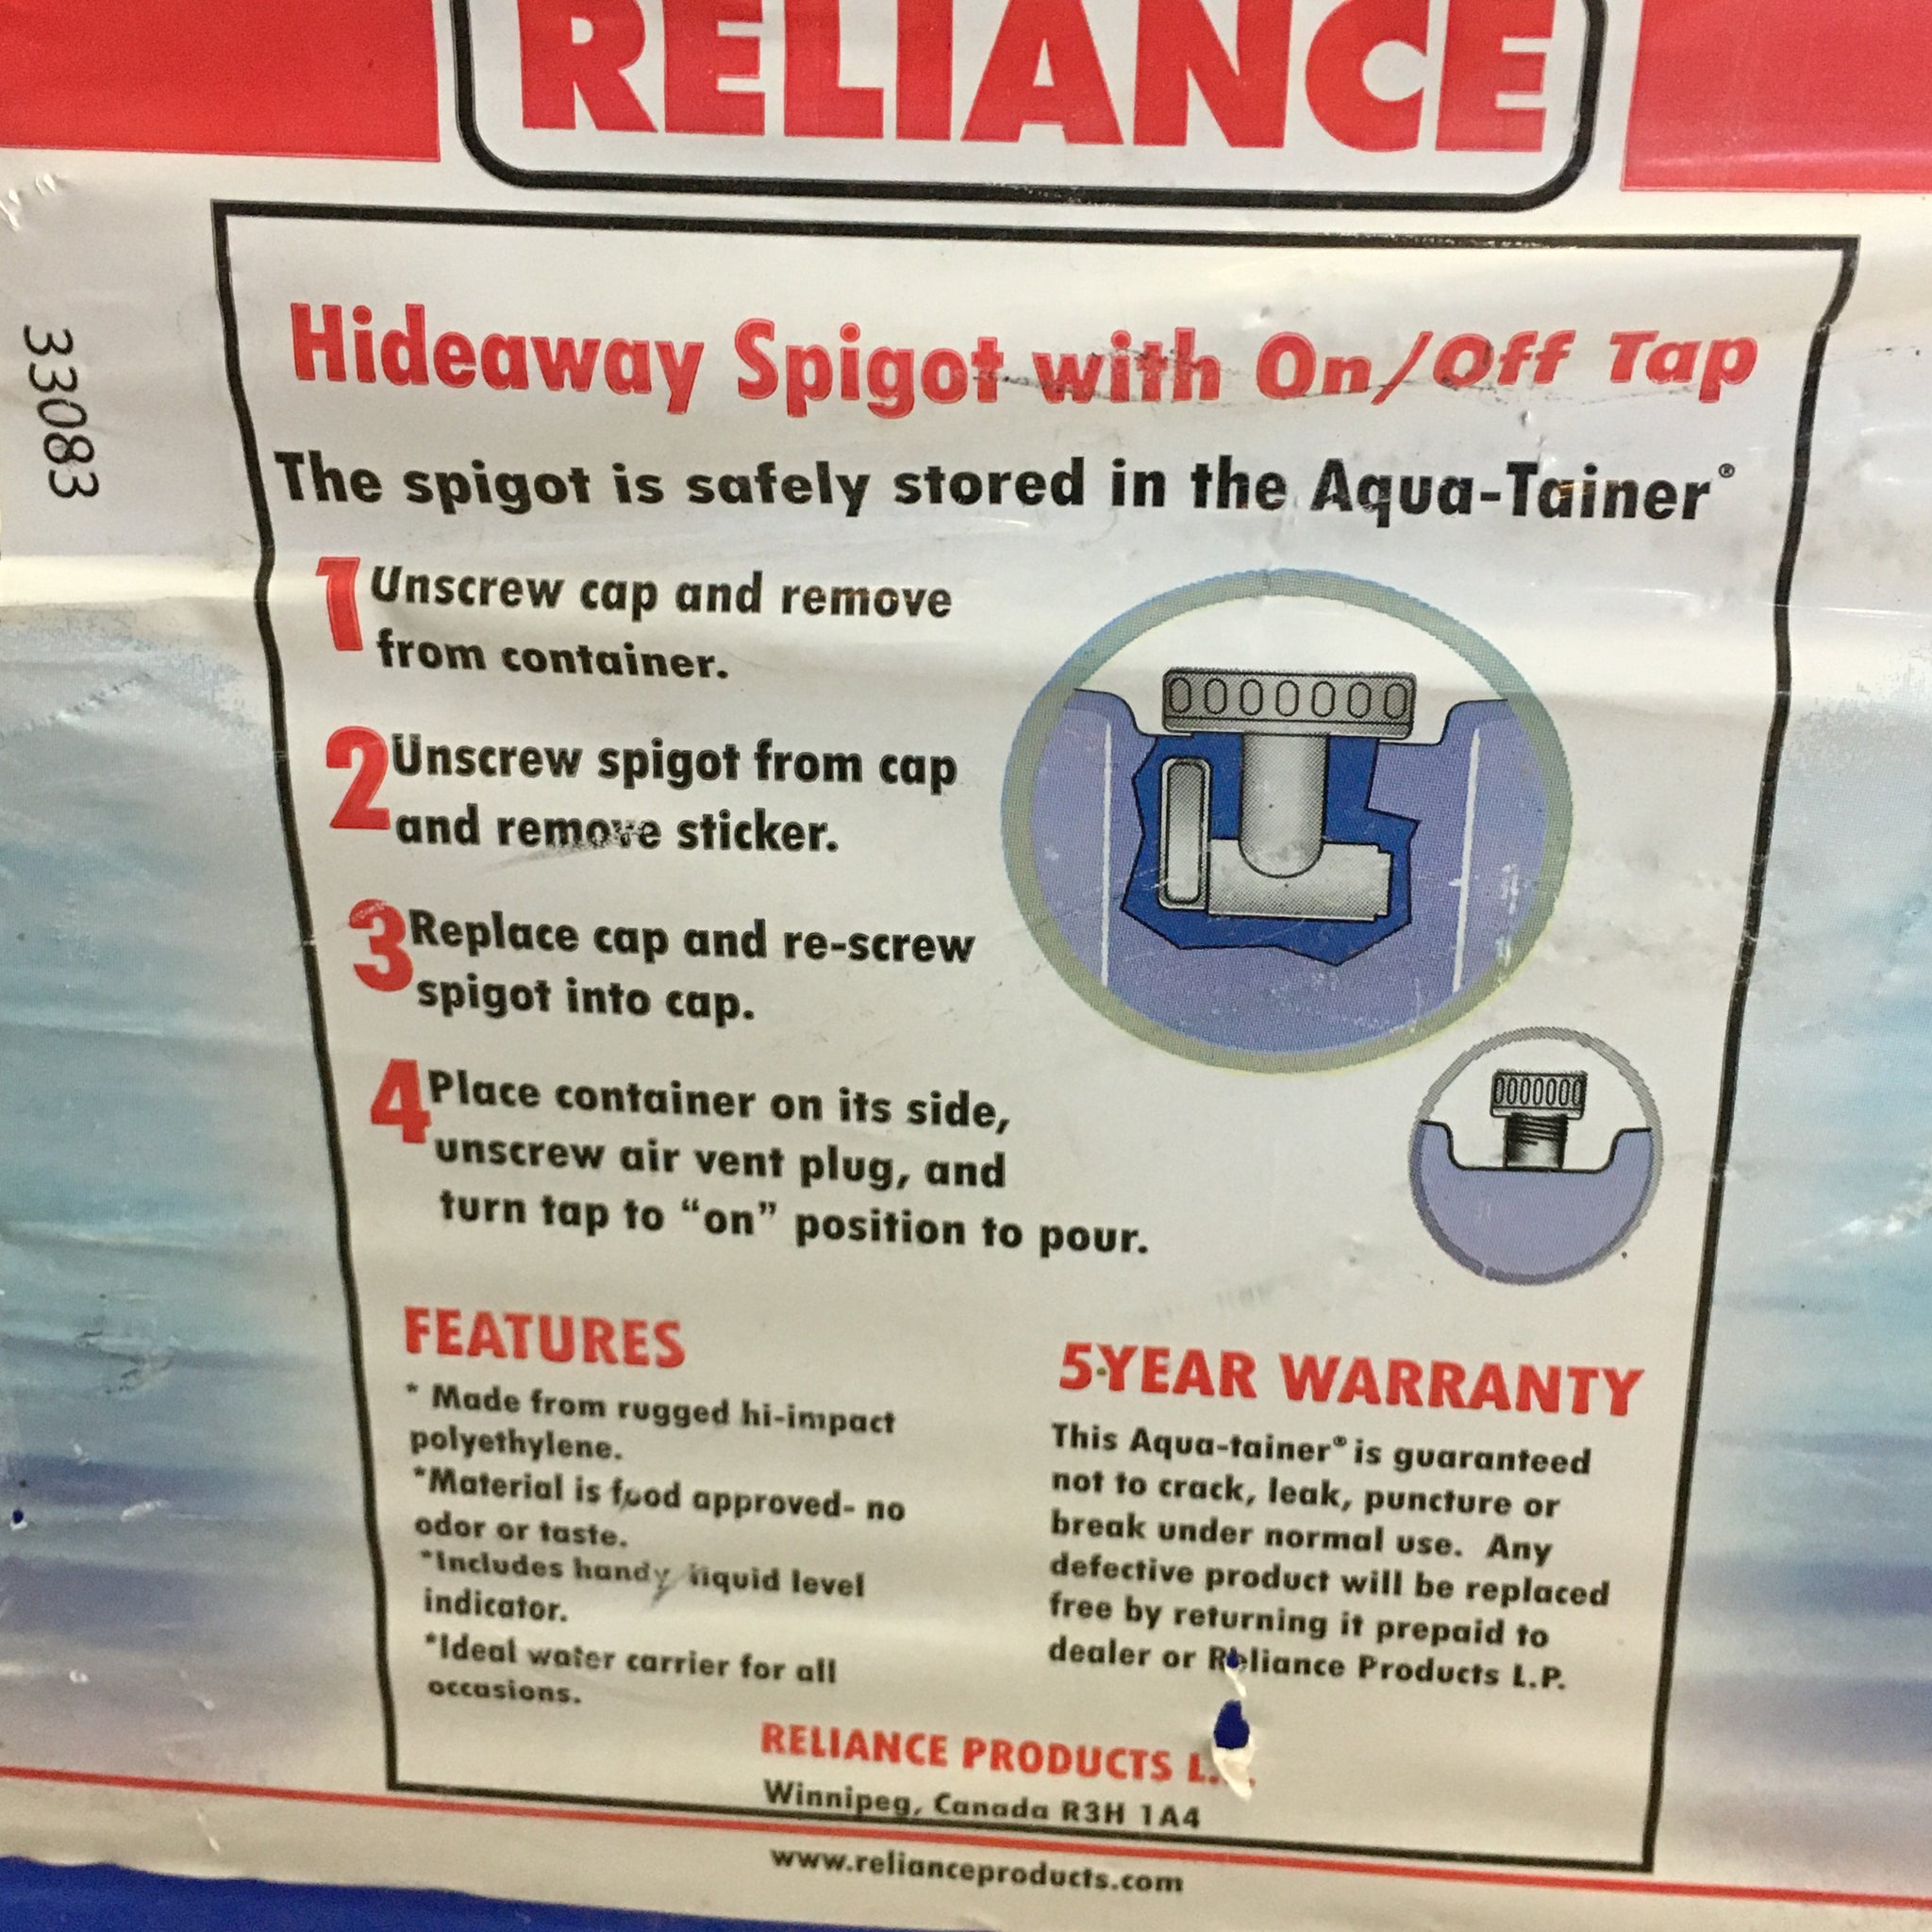 RELIANCE
33083
Hideaway Spigot with On/Off Tap
The spigot is safely stored in the Aqua-Tainer®
1 Unscrew cap and remove
from container.
2 Unscrew spigot from cap
and remove sticker.
3 Replace cap and re-screw
spigot into cap.
4 Place container on its side,
unscrew air vent plug, and
turn tap to “on” position to pour.
FEATURES
* Made from rugged hi-impact
polyethylene.
*Material is food approved- no
odor or taste.
*Includes handy liquid level
indicator.
*Ideal water carrier for all
occasions.
5-YEAR WARRANTY
This Aqua-tainer® is guaranteed
not to crack, leak, puncture or
break under normal use. Any
defective product will be replaced
free by returning it prepaid to
dealer or Reliance Products L.P.
RELIANCE PRODUCTS L.
Winnipeg, Canada R3H 1A4
www.relianceproducts.com